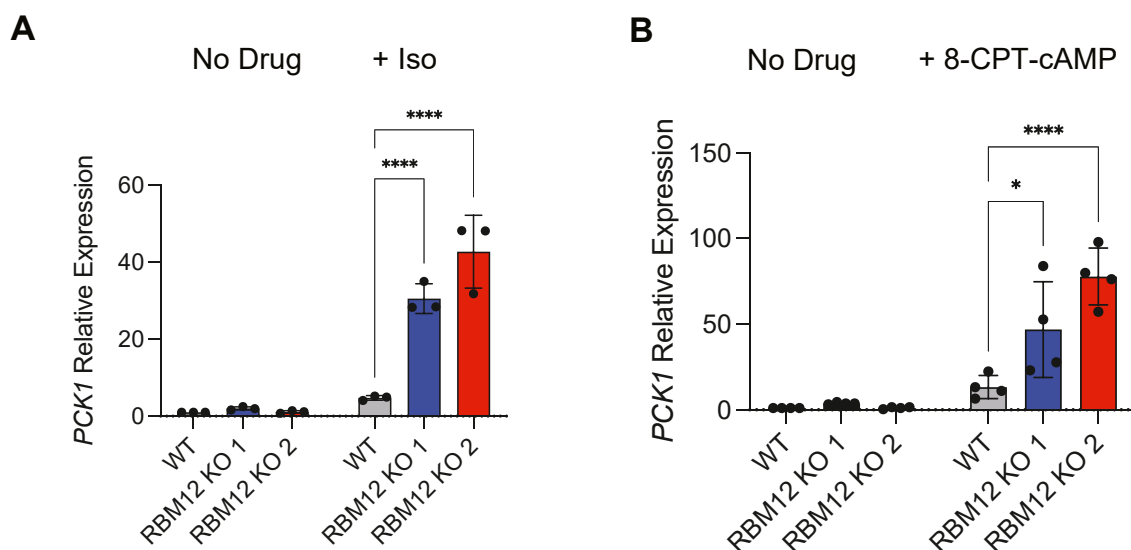 A
No Drug + Iso
****
****
PCK1 Relative Expression
60
40
20
0
WT
RBM12 KO 1
RBM12 KO 2
WT
RBM12 KO 1
RBM12 KO 2
B
No Drug + 8-CPT-cAMP
****
*
PCK1 Relative Expression
150
100
50
0
WT
RBM12 KO 1
RBM12 KO 2
WT
RBM12 KO 1
RBM12 KO 2